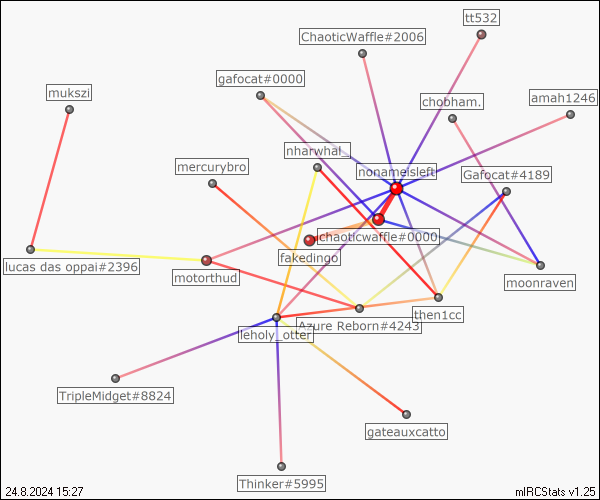 tt532
ChaoticWaffle#2006
gafocat#0000
mukszi
chobham.
amah1246
nharwhal_
mercurybro
nonameisleft
Gafocat#4189
chaoticwaffle#0000
fakedingo
lucas das oppai#2396
motorthud
moonraven
then1cc
Azure Reborn#4243
leholy_otter
TripleMidget#8824
gateauxcatto
Thinker#5995
24.8.2024 15:27
mIRCStats v1.25